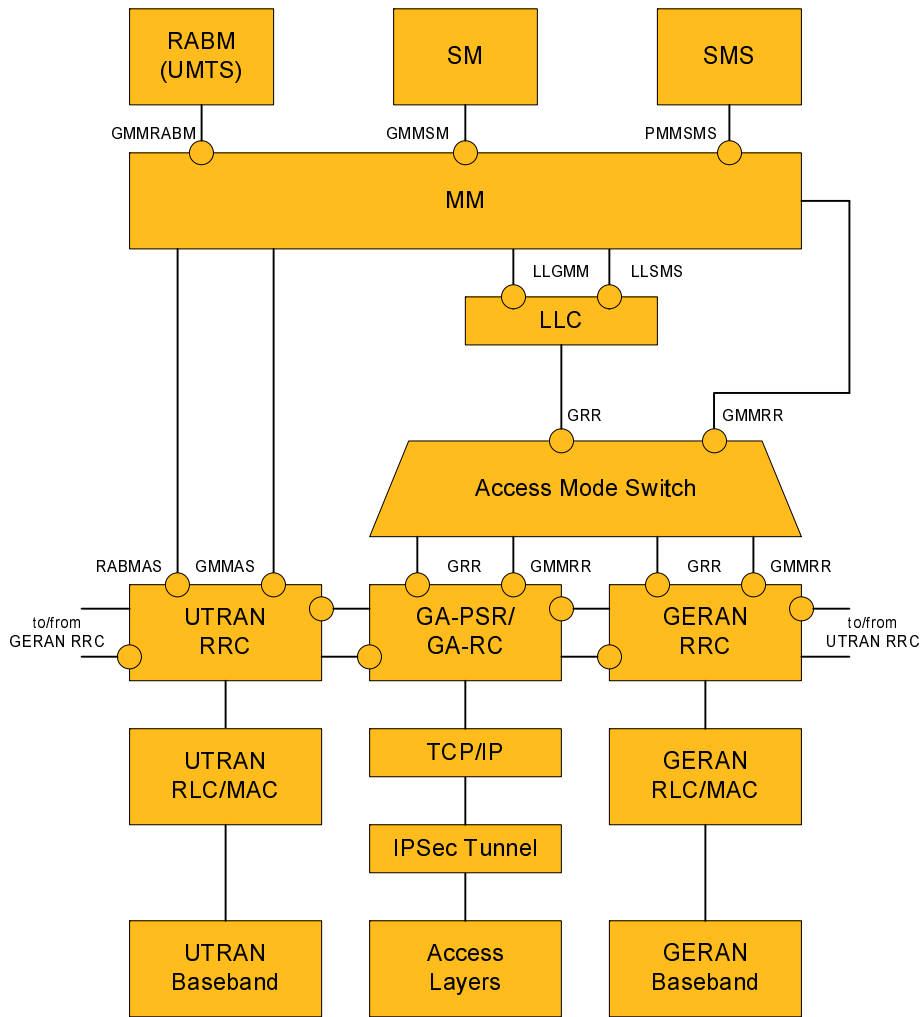 RABM
(UMTS)
SM
SMS
GMMRABM
GMMSM
PMMSMS
MM
LLGMM
LLSMS
LLC
GRR
GMMRR
Access Mode Switch
RABMAS
GMMAS
GRR
GMMRR
GRR
GMMRR
to/from
GERAN RRC
UTRAN
RRC
GA-PSR/
GA-RC
GERAN
RRC
to/from
UTRAN RRC
UTRAN
RLC/MAC
TCP/IP
GERAN
RLC/MAC
IPSec Tunnel
UTRAN
Baseband
Access
Layers
GERAN
Baseband